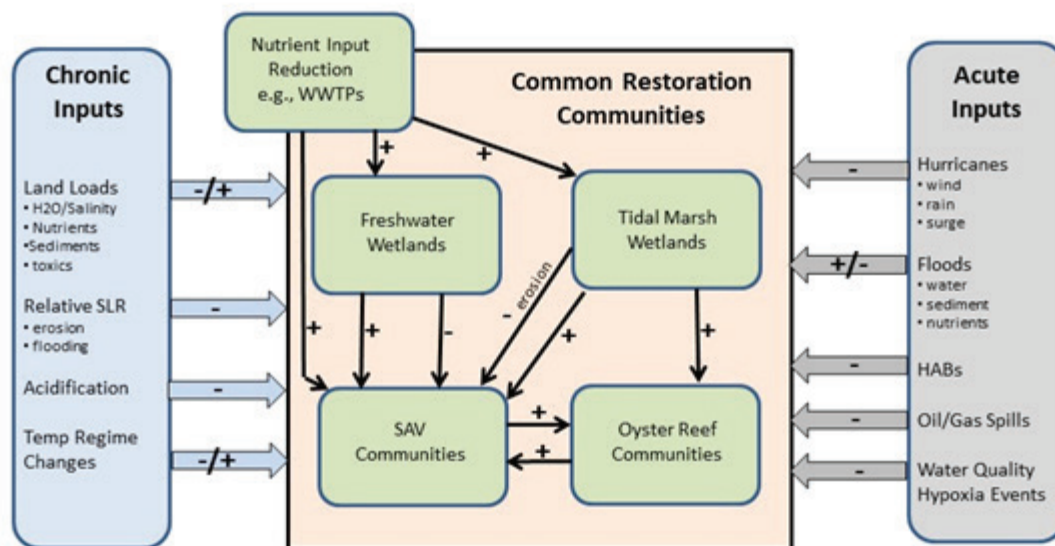 Nutrient Input
Reduction
e.g., WWTPs
Chronic
Inputs
Land Loads
• H2O/Salinity
• Nutrients
•Sediments
• toxics
Relative SLR
• erosion
• flooding
Acidification
Temp Regime
Changes
-/+
-
-
-/+
Common Restoration
Communities
+
+
Freshwater
Wetlands
Tidal Marsh
Wetlands
+
+
-
- erosion
+
+
SAV
Communities
+
+
Oyster Reef
Communities
-
+/-
-
-
-
Acute
Inputs
Hurricanes
• wind
• rain
• surge
Floods
• water
• sediment
• nutrients
HABs
Oil/Gas Spills
Water Quality
Hypoxia Events